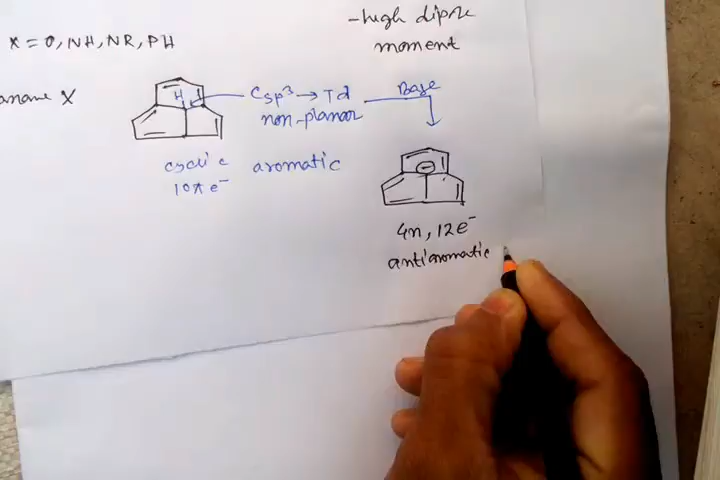 -high dipole
moment
x = O, NH, NR, PH
X
H
Csp³ → Td
non-planar
Base
cyclic aromatic
10π e⁻
4n, 12e⁻
antiaromatic